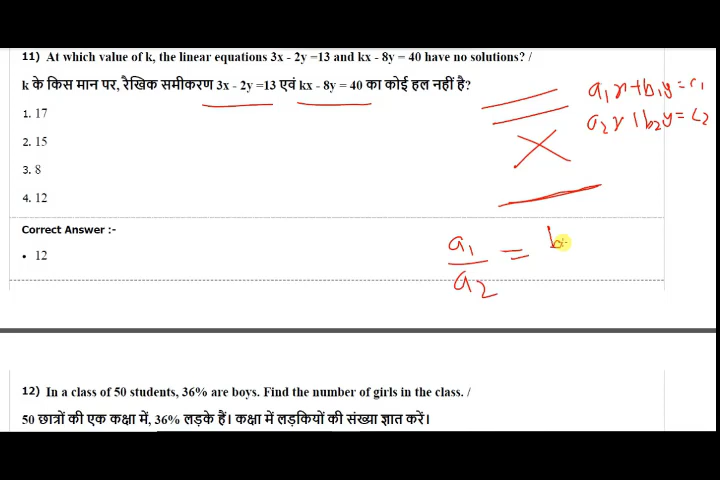 11) At which value of k, the linear equations 3x - 2y =13 and kx - 8y = 40 have no solutions? /
k के किस मान पर, रैखिक समीकरण 3x - 2y =13 एवं kx - 8y = 40 का कोई हल नहीं है?
a₁x+b₁y=c₁
a₂x+b₂y=c₂
1. 17
2. 15
3. 8
4. 12
Correct Answer :-
• 12
a₁/a₂ = b
12) In a class of 50 students, 36% are boys. Find the number of girls in the class. /
50 छात्रों की एक कक्षा में, 36% लड़के हैं। कक्षा में लड़कियों की संख्या ज्ञात करें।